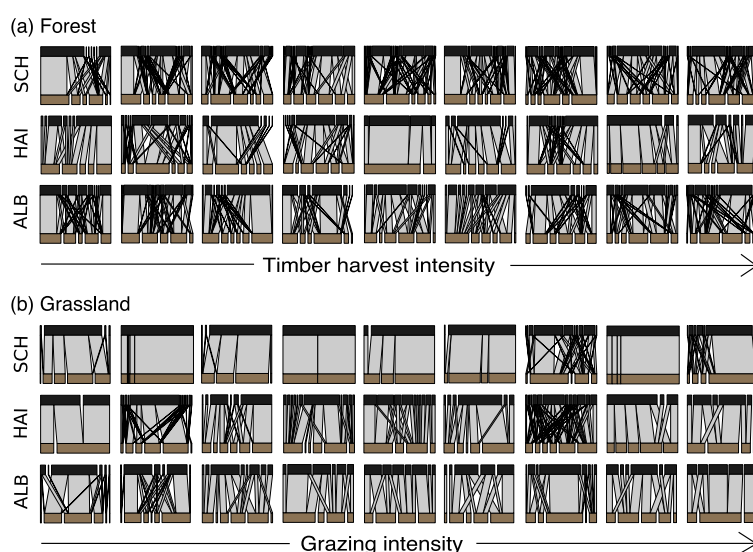 (a) Forest
SCH
HAI
ALB
Timber harvest intensity
(b) Grassland
SCH
HAI
ALB
Grazing intensity